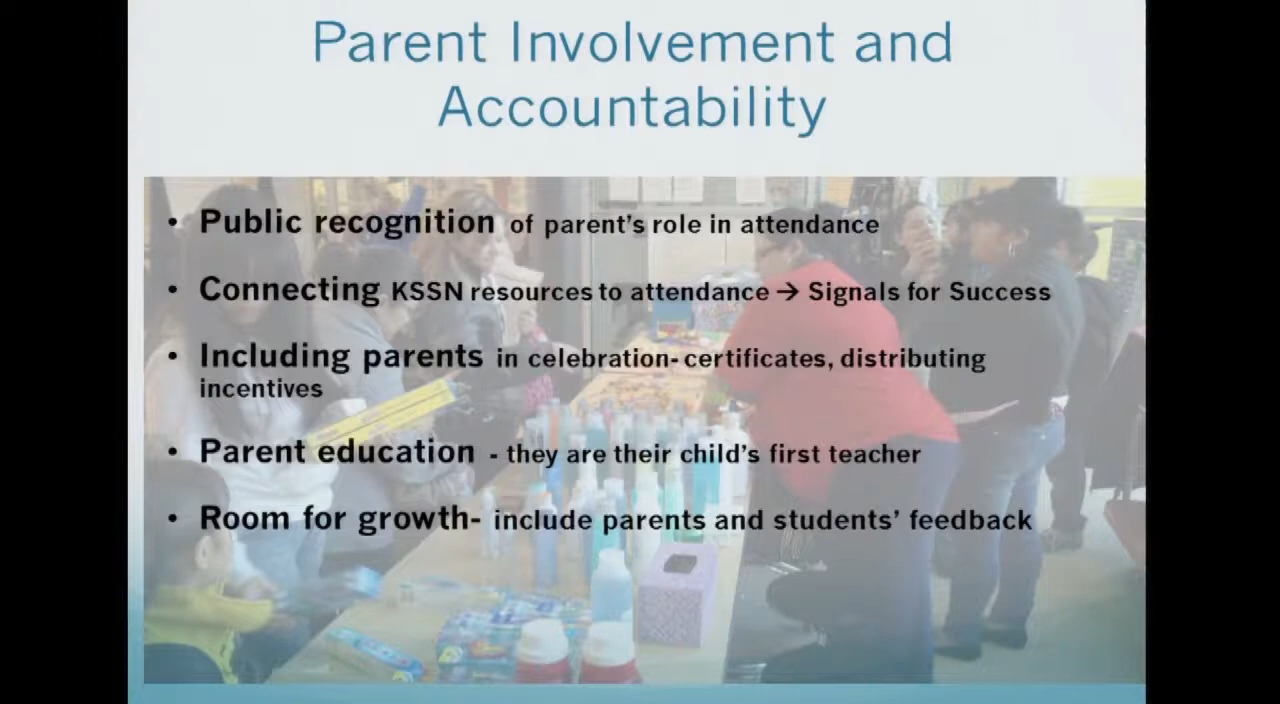 Parent Involvement and
Accountability
• Public recognition of parent's role in attendance
• Connecting KSSN resources to attendance → Signals for Success
• Including parents in celebration- certificates, distributing
incentives
• Parent education - they are their child's first teacher
• Room for growth- include parents and students' feedback